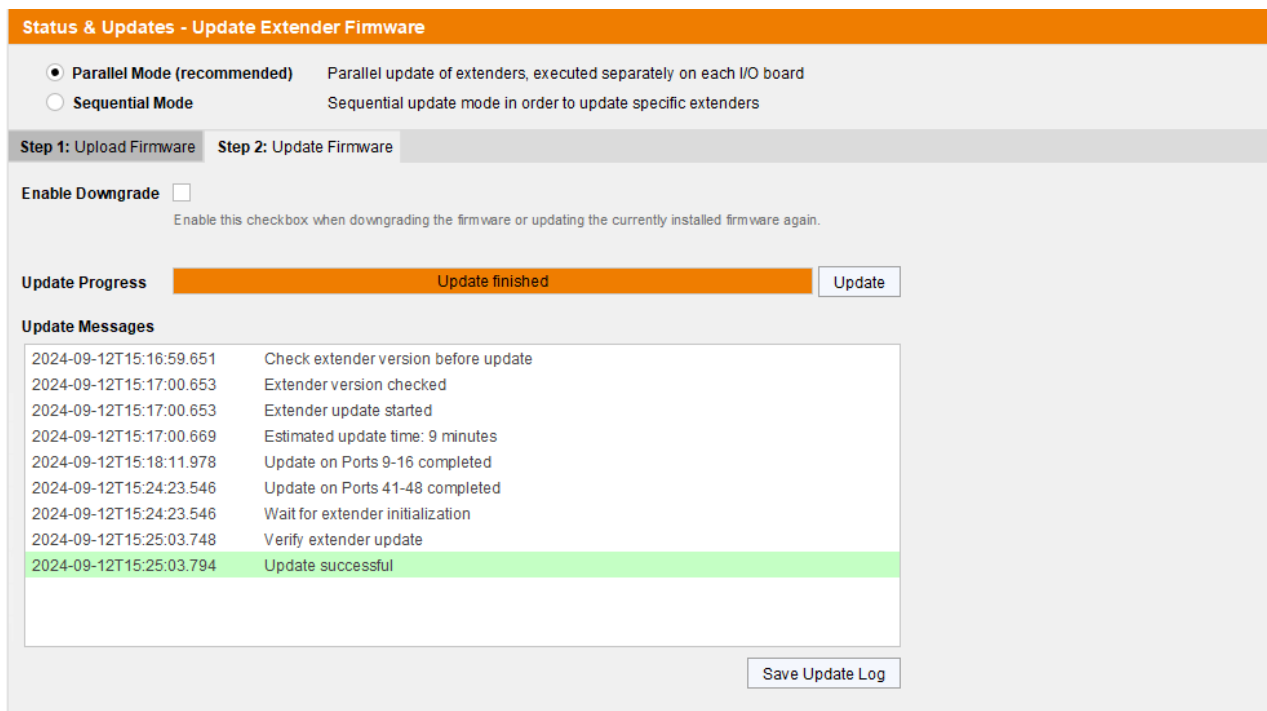 Status & Updates - Update Extender Firmware
Parallel Mode (recommended) Parallel update of extenders, executed separately on each I/O board
Sequential Mode Sequential update mode in order to update specific extenders
Step 1: Upload Firmware Step 2: Update Firmware
Enable Downgrade
Enable this checkbox when downgrading the firmware or updating the currently installed firmware again.
Update Progress Update finished Update
Update Messages
2024-09-12T15:16:59.651 Check extender version before update
2024-09-12T15:17:00.653 Extender version checked
2024-09-12T15:17:00.653 Extender update started
2024-09-12T15:17:00.669 Estimated update time: 9 minutes
2024-09-12T15:18:11.978 Update on Ports 9-16 completed
2024-09-12T15:24:23.546 Update on Ports 41-48 completed
2024-09-12T15:24:23.546 Wait for extender initialization
2024-09-12T15:25:03.748 Verify extender update
2024-09-12T15:25:03.794 Update successful
Save Update Log